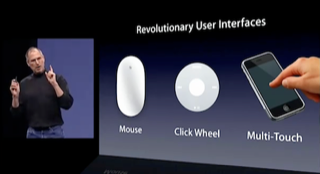 Revolutionary User Interfaces
Mouse
Click Wheel
Multi-Touch